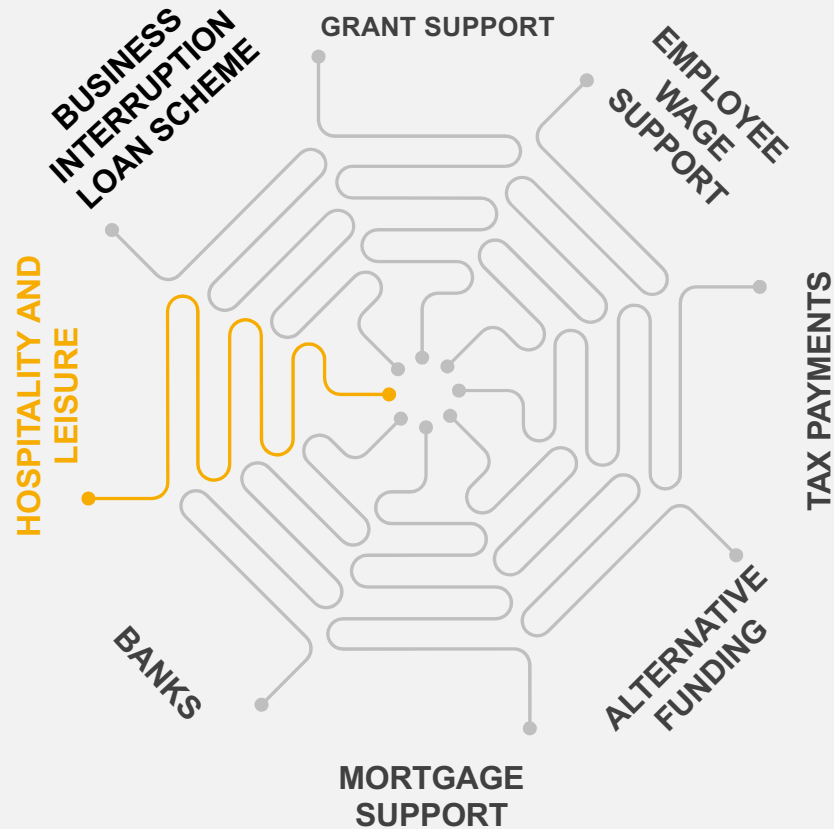 GRANT SUPPORT
EMPLOYEE
WAGE
SUPPORT
TAX PAYMENTS
ALTERNATIVE
FUNDING
MORTGAGE
SUPPORT
BANKS
HOSPITALITY AND
LEISURE
BUSINESS
INTERRUPTION
LOAN SCHEME